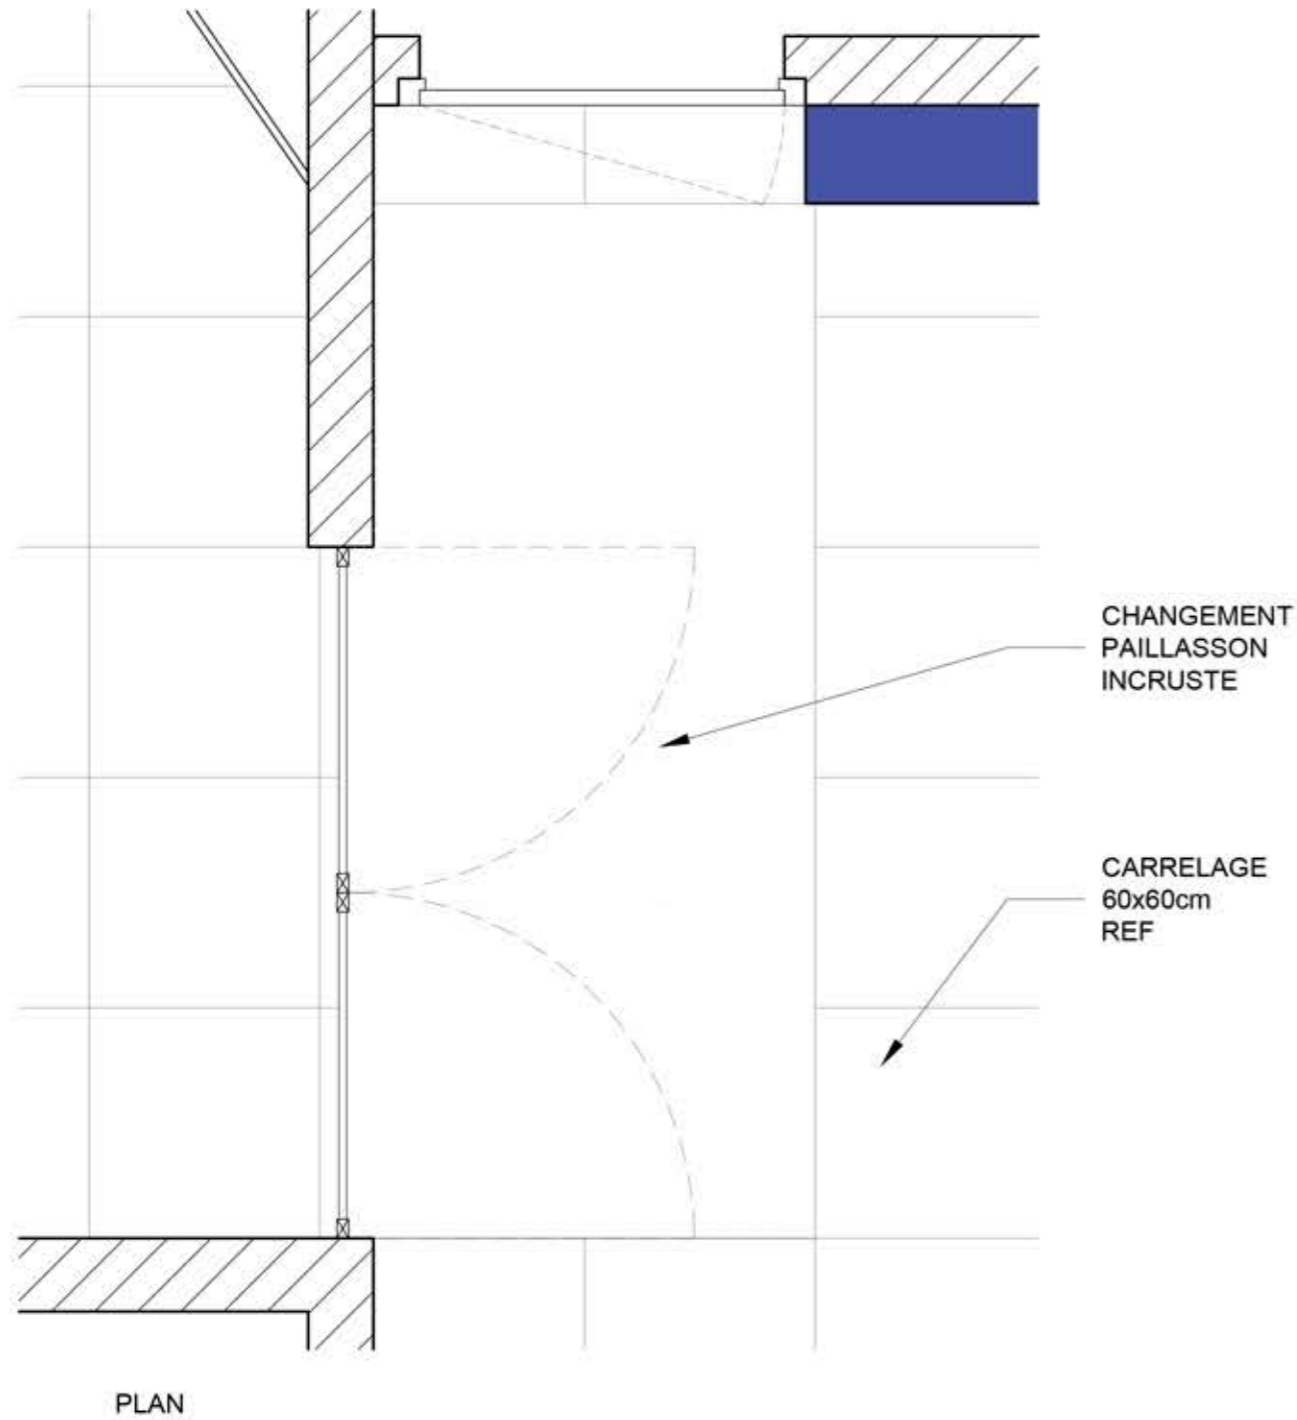 CHANGEMENT
PAILLASSON
INCRUSTE
CARRELAGE
60x60cm
REF
PLAN